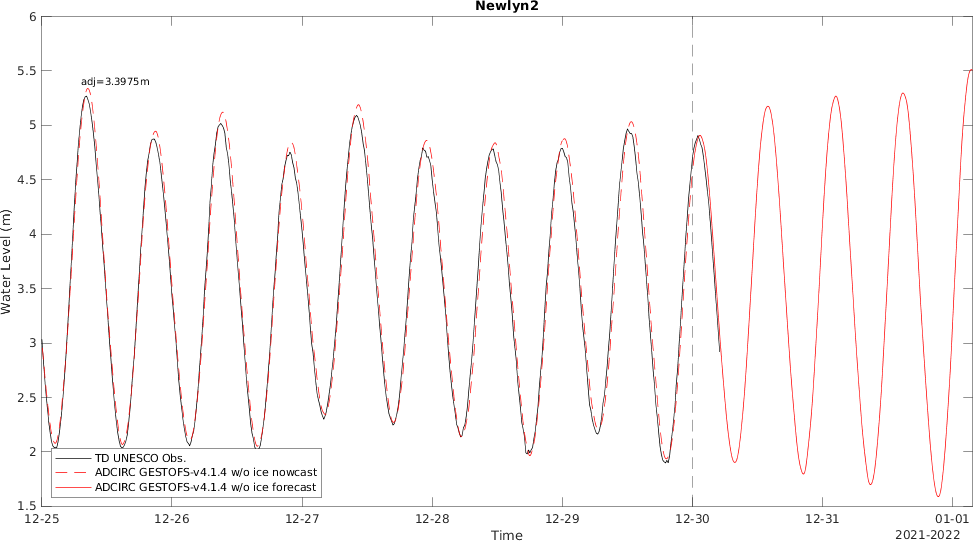 Newlyn2
6
5.5
5
4.5
4
3.5
3
2.5
2
1.5
Water Level (m)
adj=3.3975m
TD UNESCO Obs.
ADCIRC GESTOFS-v4.1.4 w/o ice nowcast
ADCIRC GESTOFS-v4.1.4 w/o ice forecast
12-25 12-26 12-27 12-28 12-29 12-30 12-31 01-01
Time
2021-2022